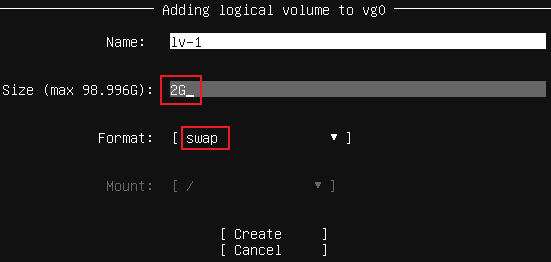 Adding logical volume to vg0
Name: lv-1
Size (max 98.996G): 2G_
Format: [ swap ▼ ]
Mount: [ / ▼ ]
[ Create ]
[ Cancel ]